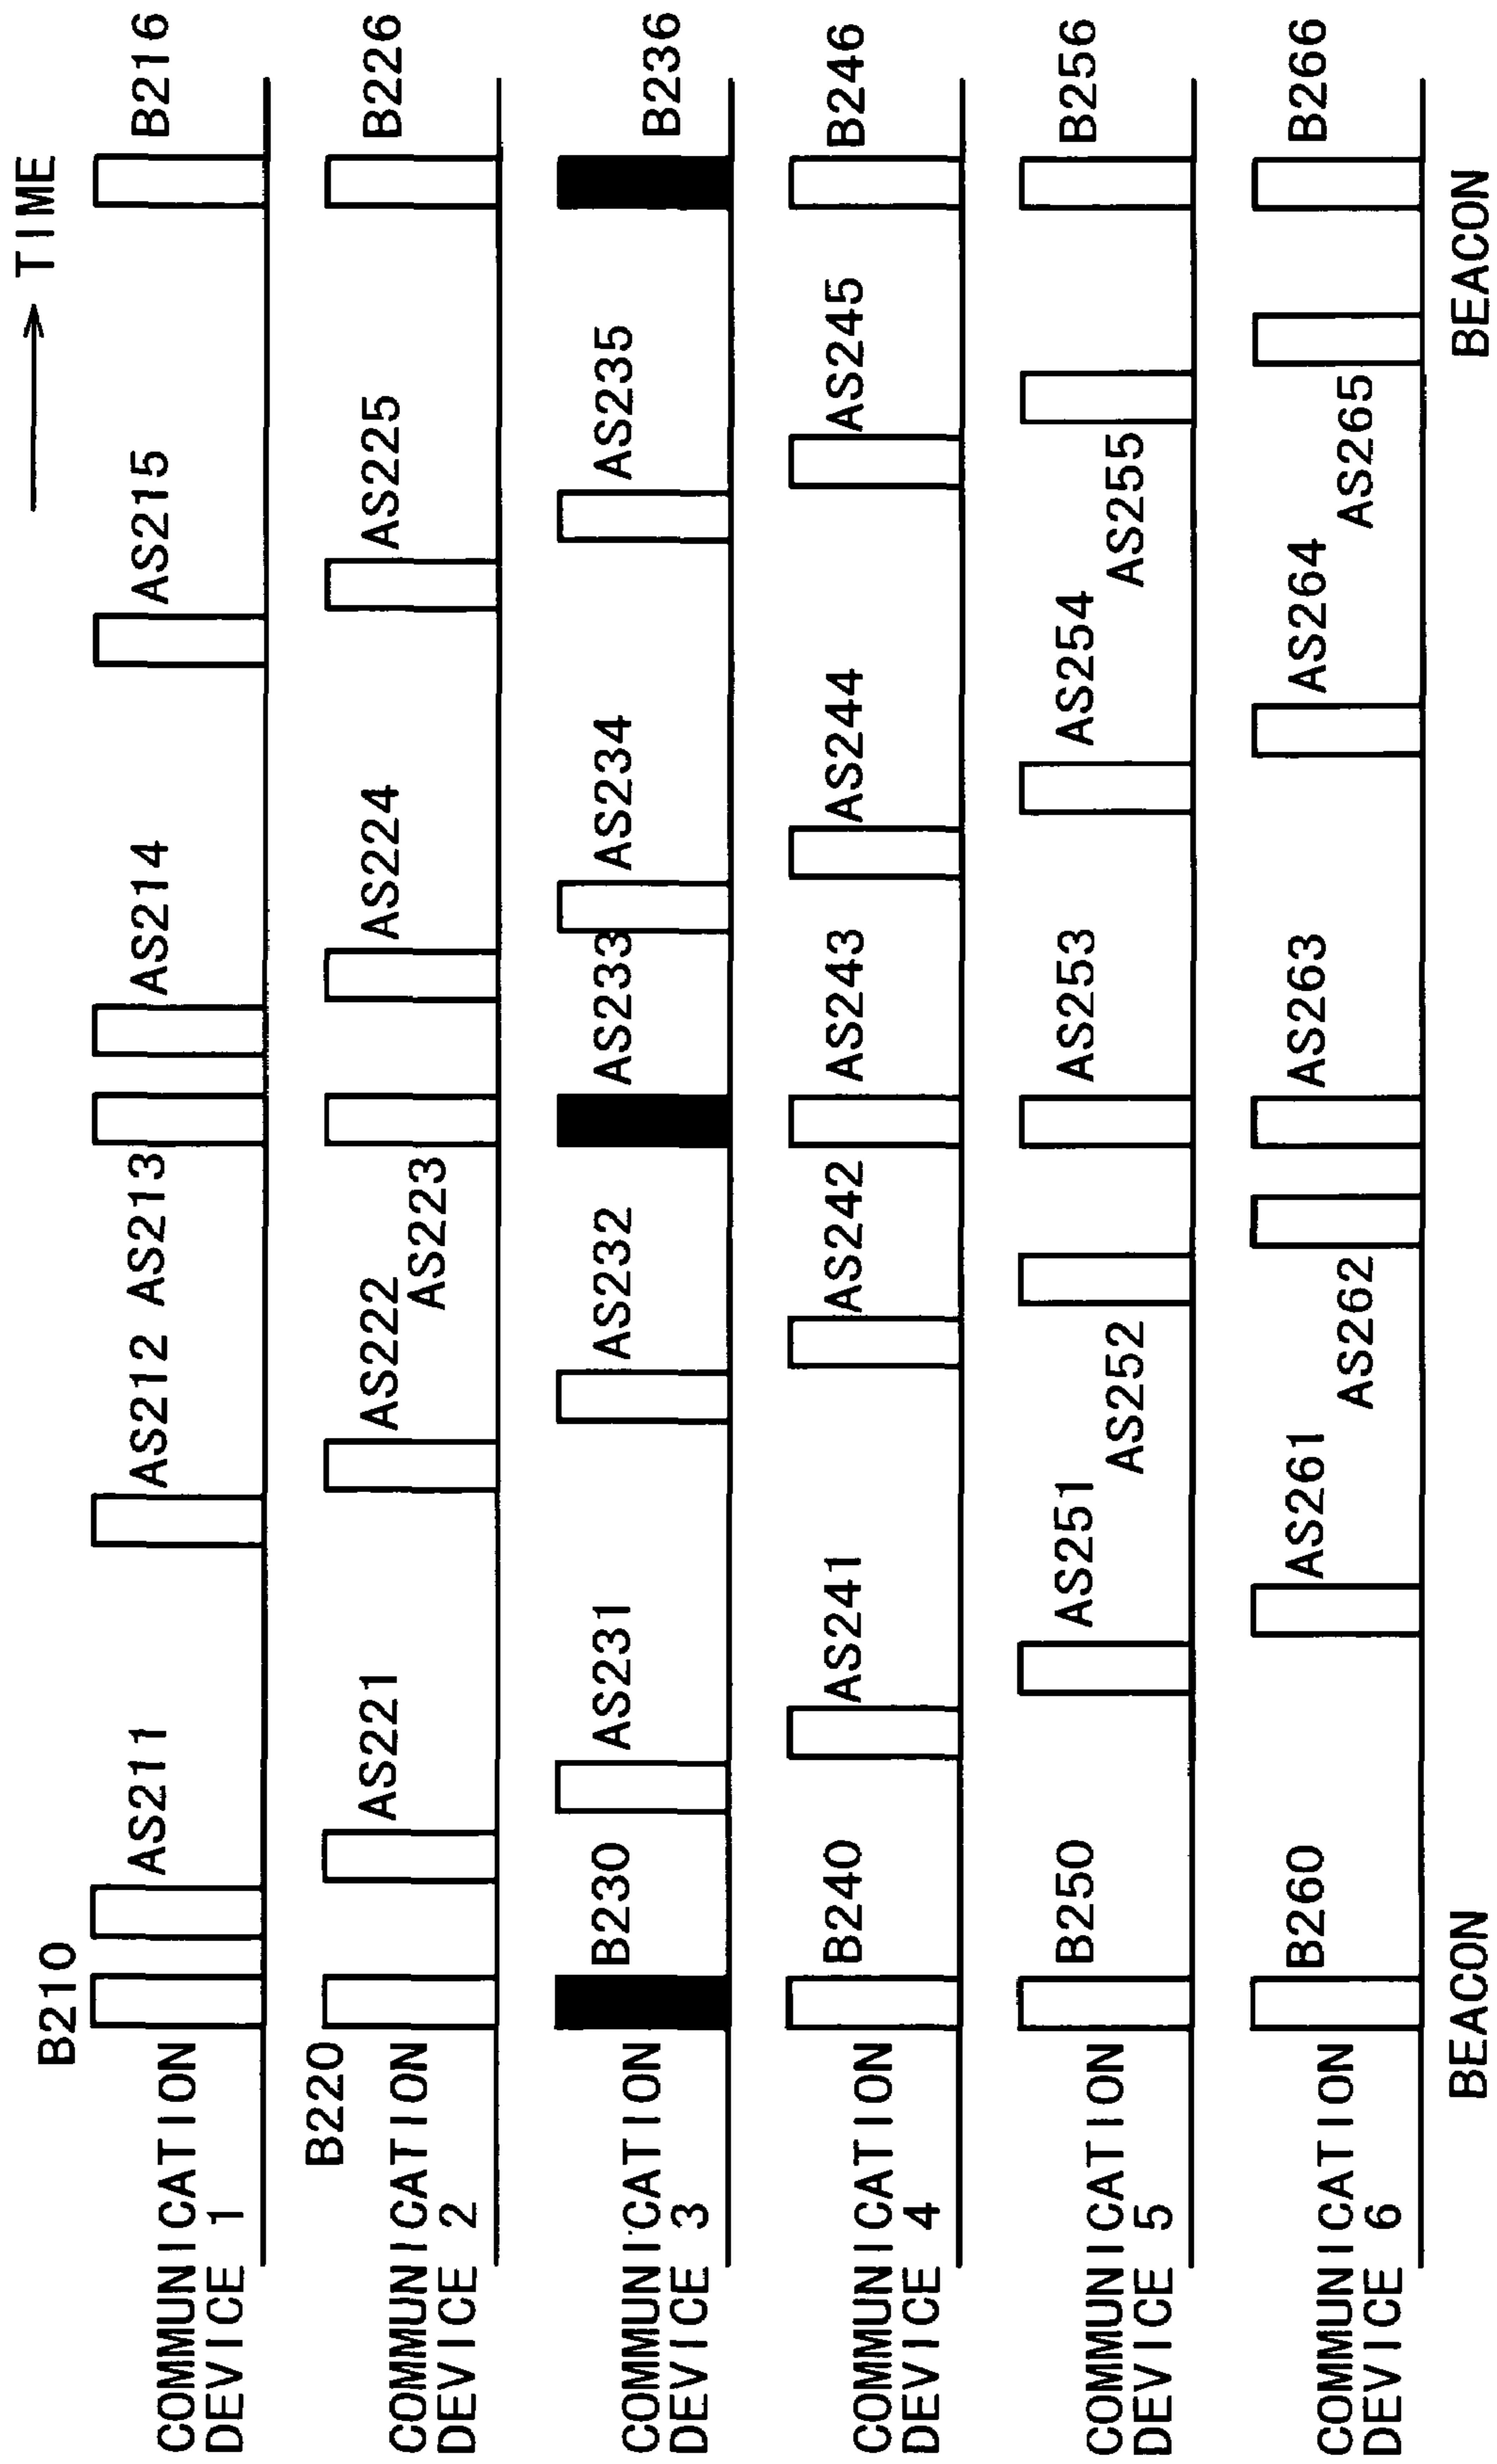 → TIME
B210
AS211
AS212
AS213
AS214
AS215
B216
COMMUNICATION
DEVICE 1
B220
AS221
AS222
AS223
AS224
AS225
B226
COMMUNICATION
DEVICE 2
B230
AS231
AS232
AS233
AS234
AS235
B236
COMMUNICATION
DEVICE 3
B240
AS241
AS242
AS243
AS244
AS245
B246
COMMUNICATION
DEVICE 4
B250
AS251
AS252
AS253
AS254
AS255
B256
COMMUNICATION
DEVICE 5
B260
AS261
AS262
AS263
AS264
AS265
B266
COMMUNICATION
DEVICE 6
BEACON
BEACON